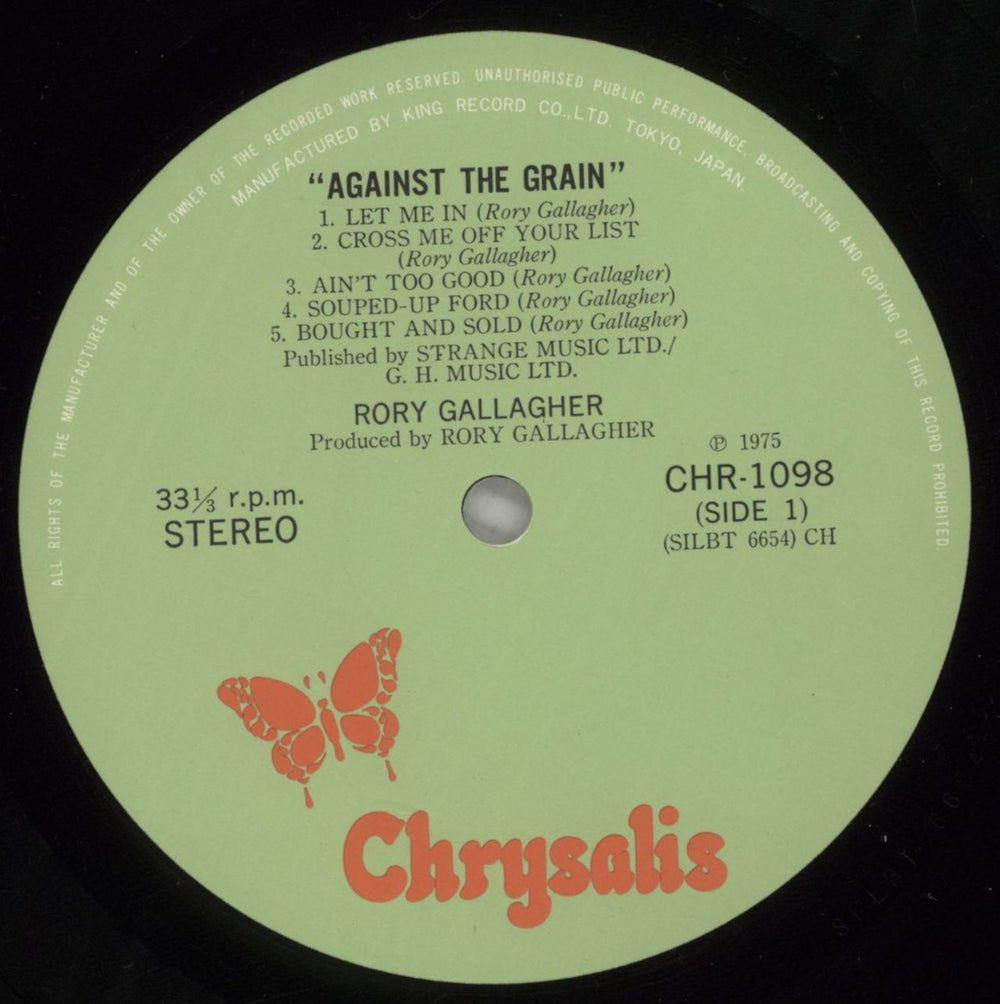 ALL RIGHTS OF THE MANUFACTURER AND OF THE OWNER OF THE RECORDED WORK RESERVED. UNAUTHORISED PUBLIC PERFORMANCE, BROADCASTING AND COPYING OF THIS RECORD PROHIBITED
MANUFACTURED BY KING RECORD CO.,LTD. TOKYO, JAPAN.
“AGAINST THE GRAIN”
1. LET ME IN (Rory Gallagher)
2. CROSS ME OFF YOUR LIST
(Rory Gallagher)
3. AIN'T TOO GOOD (Rory Gallagher)
4. SOUPED-UP FORD (Rory Gallagher)
5. BOUGHT AND SOLD (Rory Gallagher)
Published by STRANGE MUSIC LTD./
G. H. MUSIC LTD.
RORY GALLAGHER
Produced by RORY GALLAGHER
℗ 1975
33⅓ r.p.m.
STEREO
CHR-1098
(SIDE 1)
(SILBT 6654) CH
Chrysalis